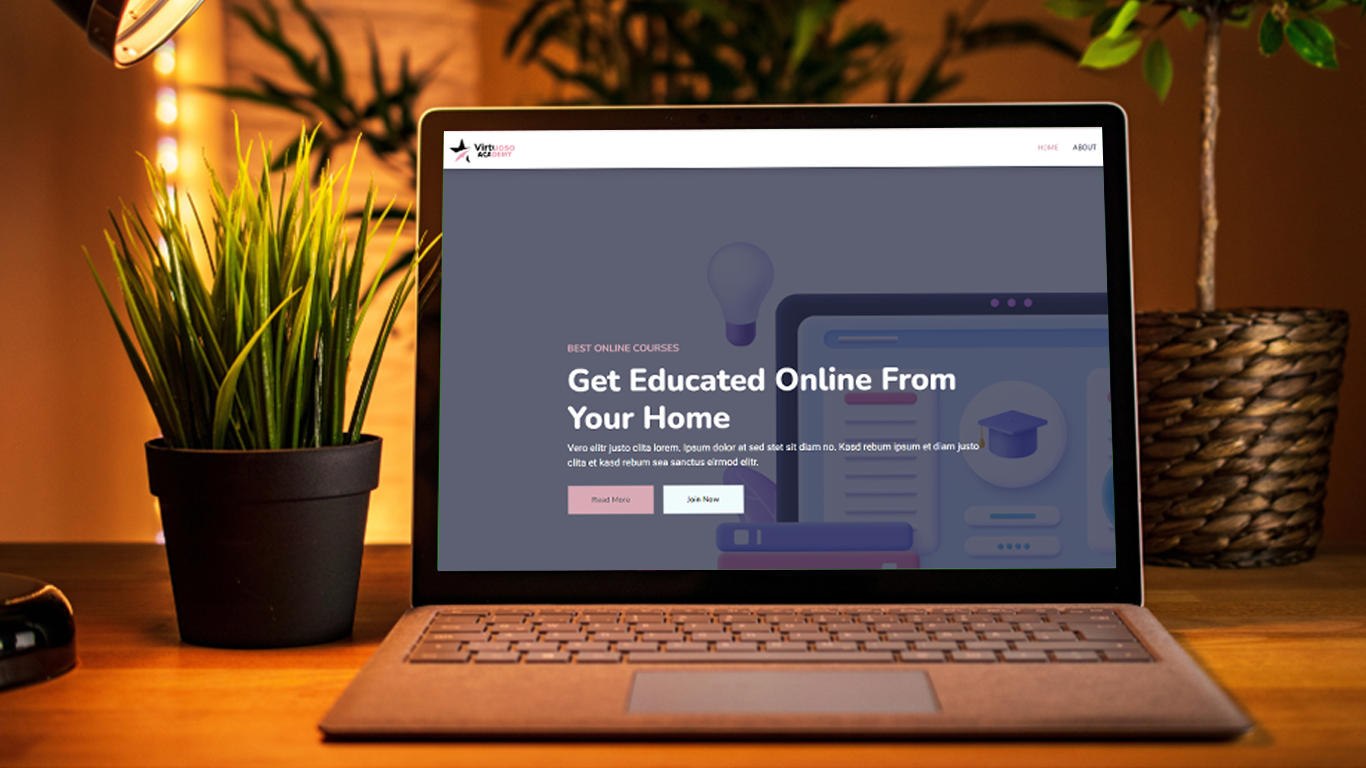 Virtuoso
ACADEMY
HOME ABOUT
BEST ONLINE COURSES
Get Educated Online From
Your Home
Vero elitr justo clita lorem. Ipsum dolor at sed stet sit diam no. Kasd rebum ipsum et diam justo
clita et kasd rebum sea sanctus eirmod elitr.
Read More Join Now